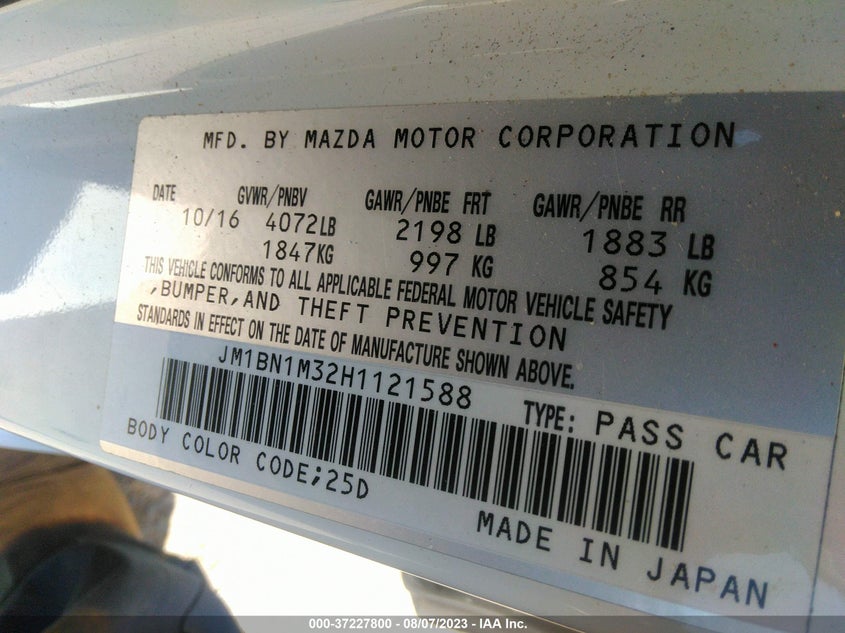 MFD. BY MAZDA MOTOR CORPORATION
DATE GVWR/PNBV GAWR/PNBE FRT GAWR/PNBE RR
10/16 4072LB 2198 LB 1883 LB
1847KG 997 KG 854 KG
THIS VEHICLE CONFORMS TO ALL APPLICABLE FEDERAL MOTOR VEHICLE SAFETY
,BUMPER,AND THEFT PREVENTION
STANDARDS IN EFFECT ON THE DATE OF MANUFACTURE SHOWN ABOVE.
JM1BN1M32H1121588
TYPE: PASS CAR
BODY COLOR CODE;25D
MADE IN JAPAN
000-37227800 - 08/07/2023 - IAA Inc.